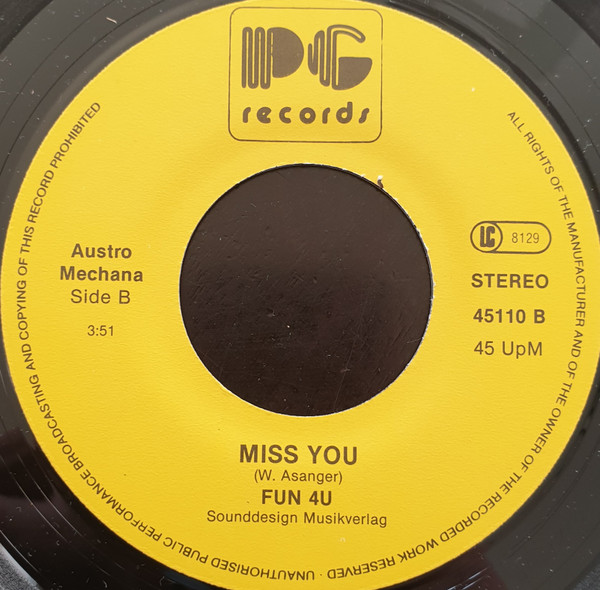 PG
records
ALL RIGHTS OF THE MANUFACTURER AND OF THE OWNER OF THE RECORDED WORK RESERVED · UNAUTHORISED PUBLIC PERFORMANCE BROADCASTING AND COPYING OF THIS RECORD PROHIBITED
Austro
Mechana
Side B
3:51
LC 8129
STEREO
45110 B
45 UpM
MISS YOU
(W. Asanger)
FUN 4U
Sounddesign Musikverlag